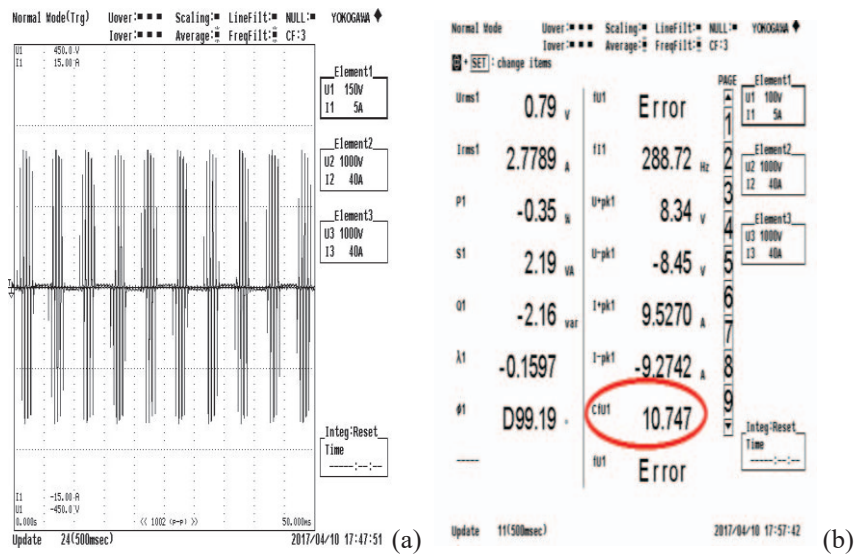 Normal Mode(Trg) Uover:■ ■ ■ Scaling:■ LineFilt:■ NULL:■ YOKOGAWA ◆
Iover:■ ■ ■ Average: FreqFilt: CF:3
U1 450.0 V
I1 15.00 A
Element1
U1 150V
I1 5A
Element2
U2 1000V
I2 40A
Element3
U3 1000V
I3 40A
Integ:Reset
Time
-----:--:--
I1 -15.00 A
U1 -450.0 V
0.000s << 1002 (p-p) >> 50.000ms
Update 24(500msec) 2017/04/10 17:47:51
(a)
Normal Mode Uover:■ ■ ■ Scaling:■ LineFilt:■ NULL:■ YOKOGAWA ◆
Iover:■ ■ ■ Average: FreqFilt: CF:3
+ SET : change items
Urms1 0.79 V
Irms1 2.7789 A
P1 -0.35 W
S1 2.19 VA
Q1 -2.16 var
λ1 -0.1597
ø1 D99.19 °
----
fU1 Error
fI1 288.72 Hz
U+pk1 8.34 V
U-pk1 -8.45 V
I+pk1 9.5270 A
I-pk1 -9.2742 A
CfU1 10.747
fU1 Error
PAGE
1
2
3
4
5
6
7
8
9
Element1
U1 100V
I1 5A
Element2
U2 1000V
I2 40A
Element3
U3 1000V
I3 40A
Integ:Reset
Time
-----:--:--
Update 11(500msec) 2017/04/10 17:57:42
(b)